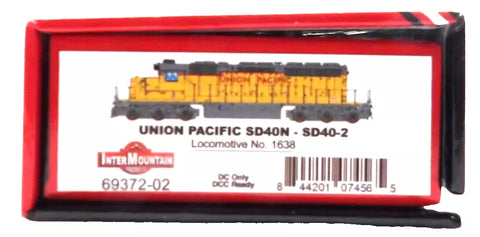 UNION PACIFIC
UNION PACIFIC SD40N - SD40-2
Locomotive No. 1638
INTERMOUNTAIN
69372-02
DC Only
DCC Ready
8 44201 07456 5